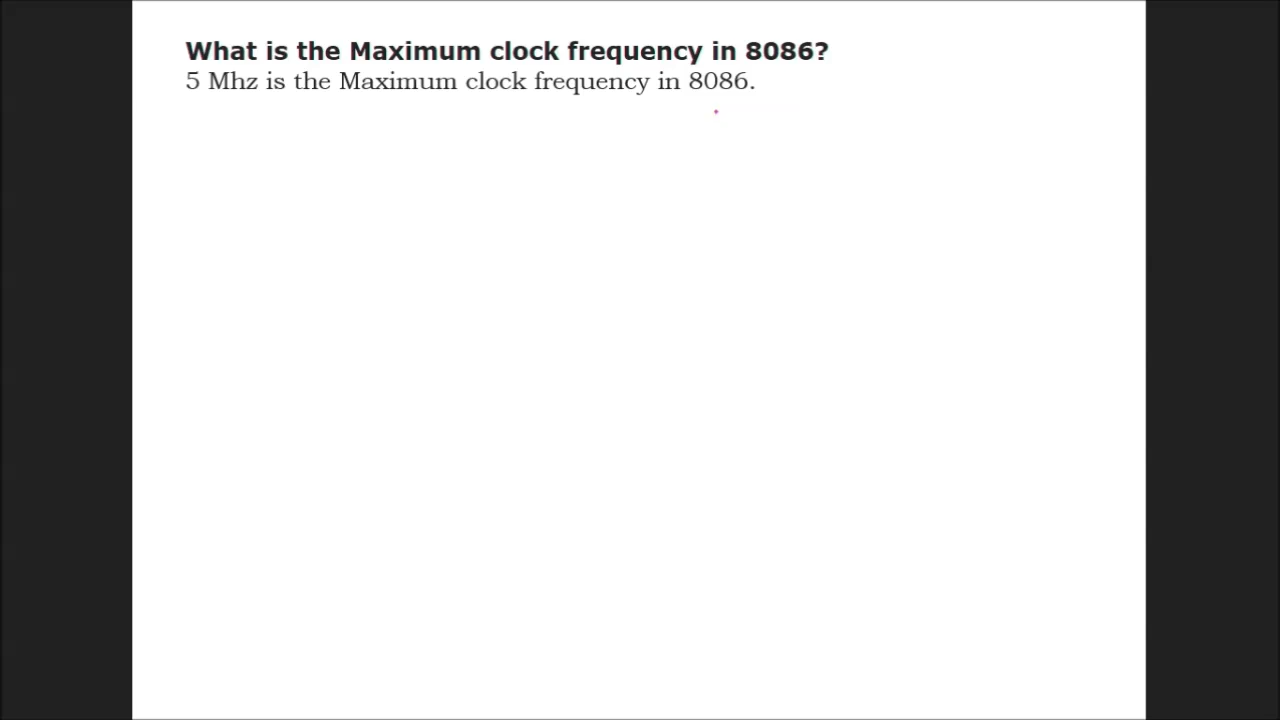 What is the Maximum clock frequency in 8086?
5 Mhz is the Maximum clock frequency in 8086.